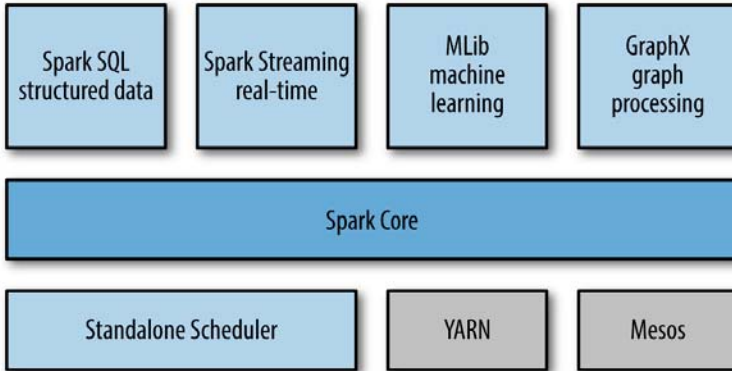 Spark SQL
structured data
Spark Streaming
real-time
MLib
machine
learning
GraphX
graph
processing
Spark Core
Standalone Scheduler
YARN
Mesos